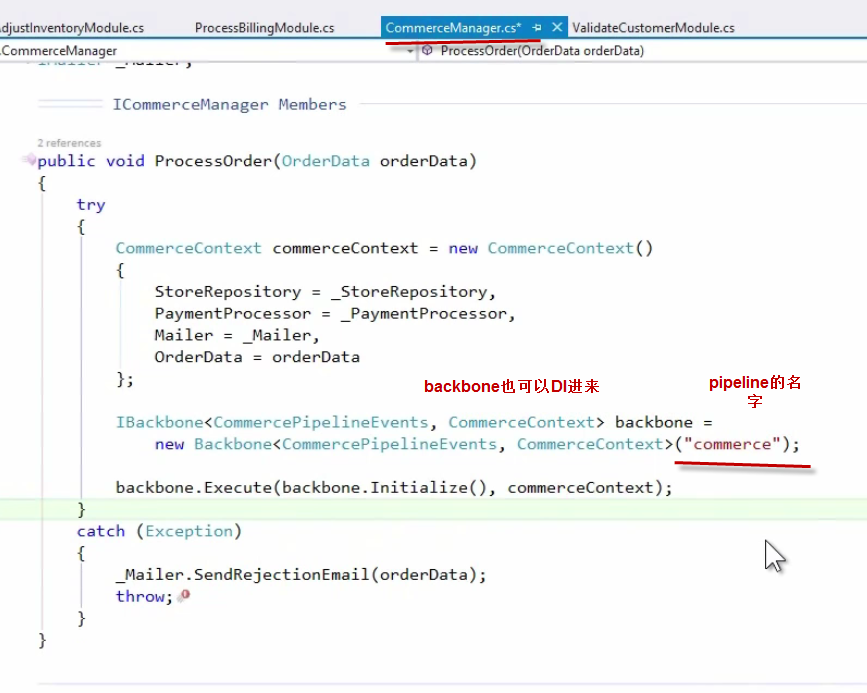 djustInventoryModule.cs ProcessBillingModule.cs CommerceManager.cs* ValidateCustomerModule.cs
.CommerceManager ProcessOrder(OrderData orderData)
IMailer _Mailer;
ICommerceManager Members
2 references
public void ProcessOrder(OrderData orderData)
{
try
{
CommerceContext commerceContext = new CommerceContext()
{
StoreRepository = _StoreRepository,
PaymentProcessor = _PaymentProcessor,
Mailer = _Mailer,
OrderData = orderData
};
backbone也可以DI进来
pipeline的名
字
IBackbone<CommercePipelineEvents, CommerceContext> backbone =
new Backbone<CommercePipelineEvents, CommerceContext>("commerce");
backbone.Execute(backbone.Initialize(), commerceContext);
}
catch (Exception)
{
_Mailer.SendRejectionEmail(orderData);
throw;
}
}